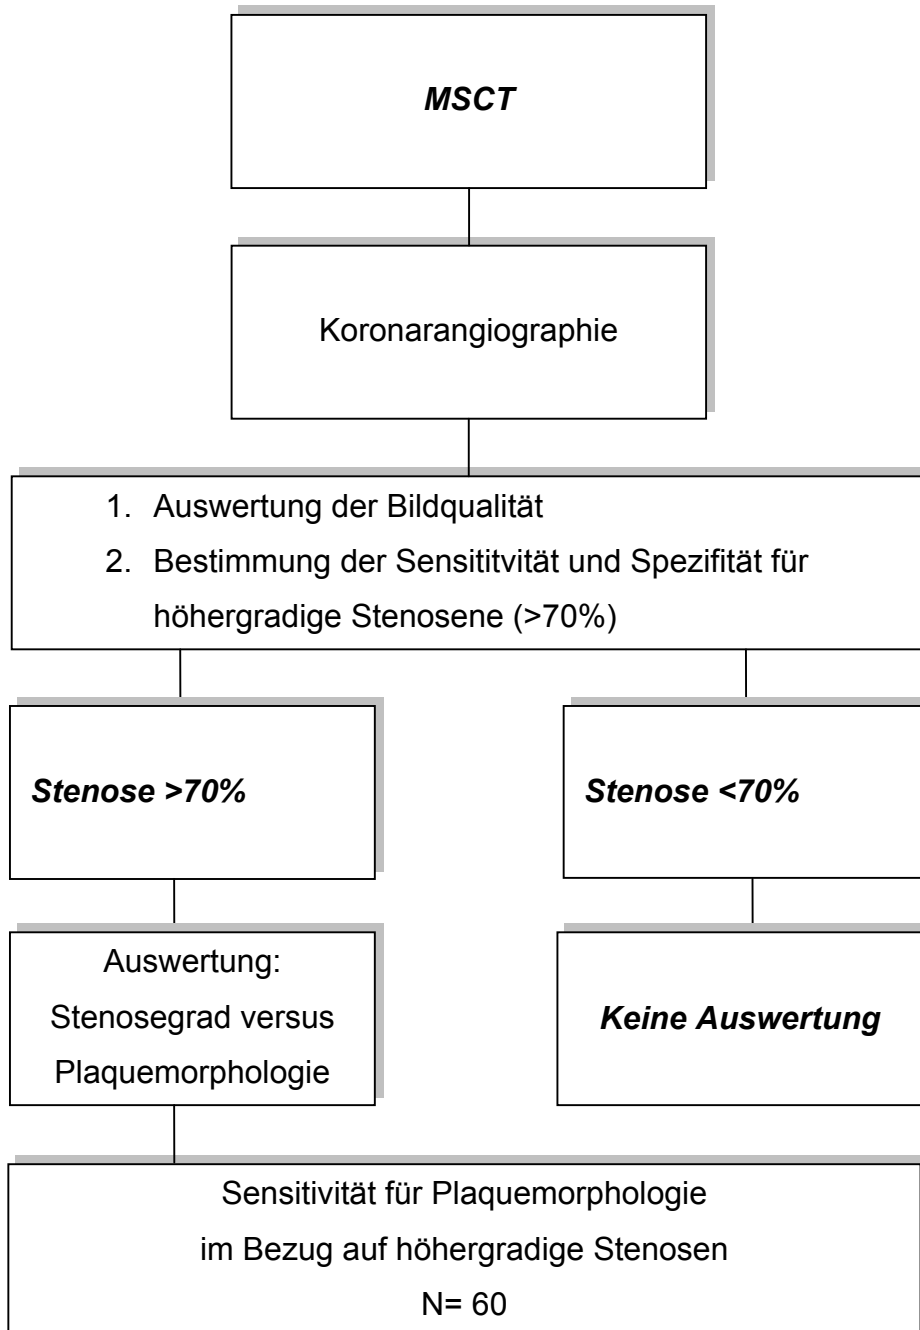 MSCT
Koronarangiographie
1. Auswertung der Bildqualität
2. Bestimmung der Sensititvität und Spezifität für
höhergradige Stenosene (>70%)
Stenose >70%
Stenose <70%
Auswertung:
Stenosegrad versus
Plaquemorphologie
Keine Auswertung
Sensitivität für Plaquemorphologie
im Bezug auf höhergradige Stenosen
N= 60